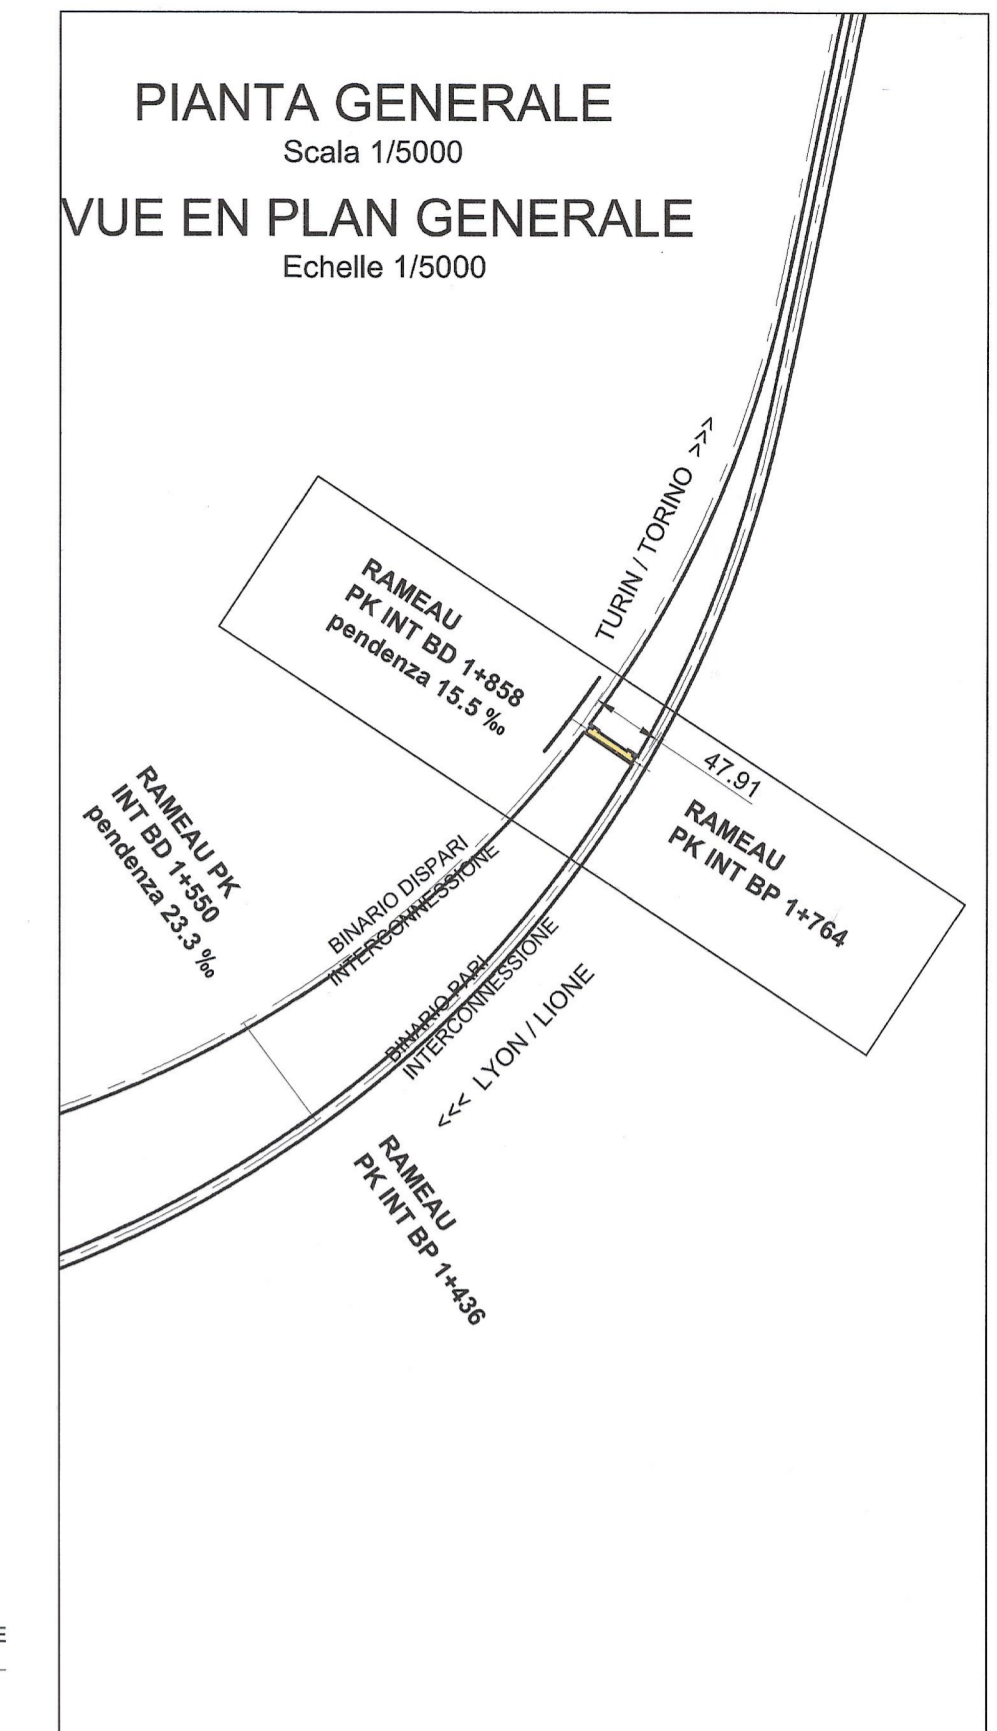 PIANTA GENERALE
Scala 1/5000
VUE EN PLAN GENERALE
Echelle 1/5000
TURIN / TORINO >>>
RAMEAU
PK INT BD 1+858
pendenza 15.5 ‰
47.91
RAMEAU
PK INT BP 1+764
RAMEAU PK
INT BD 1+550
pendenza 23.3 ‰
BINARIO DISPARI
INTERCONNESSIONE
BINARIO PARI
INTERCONNESSIONE
<<< LYON / LIONE
RAMEAU
PK INT BP 1+436
E